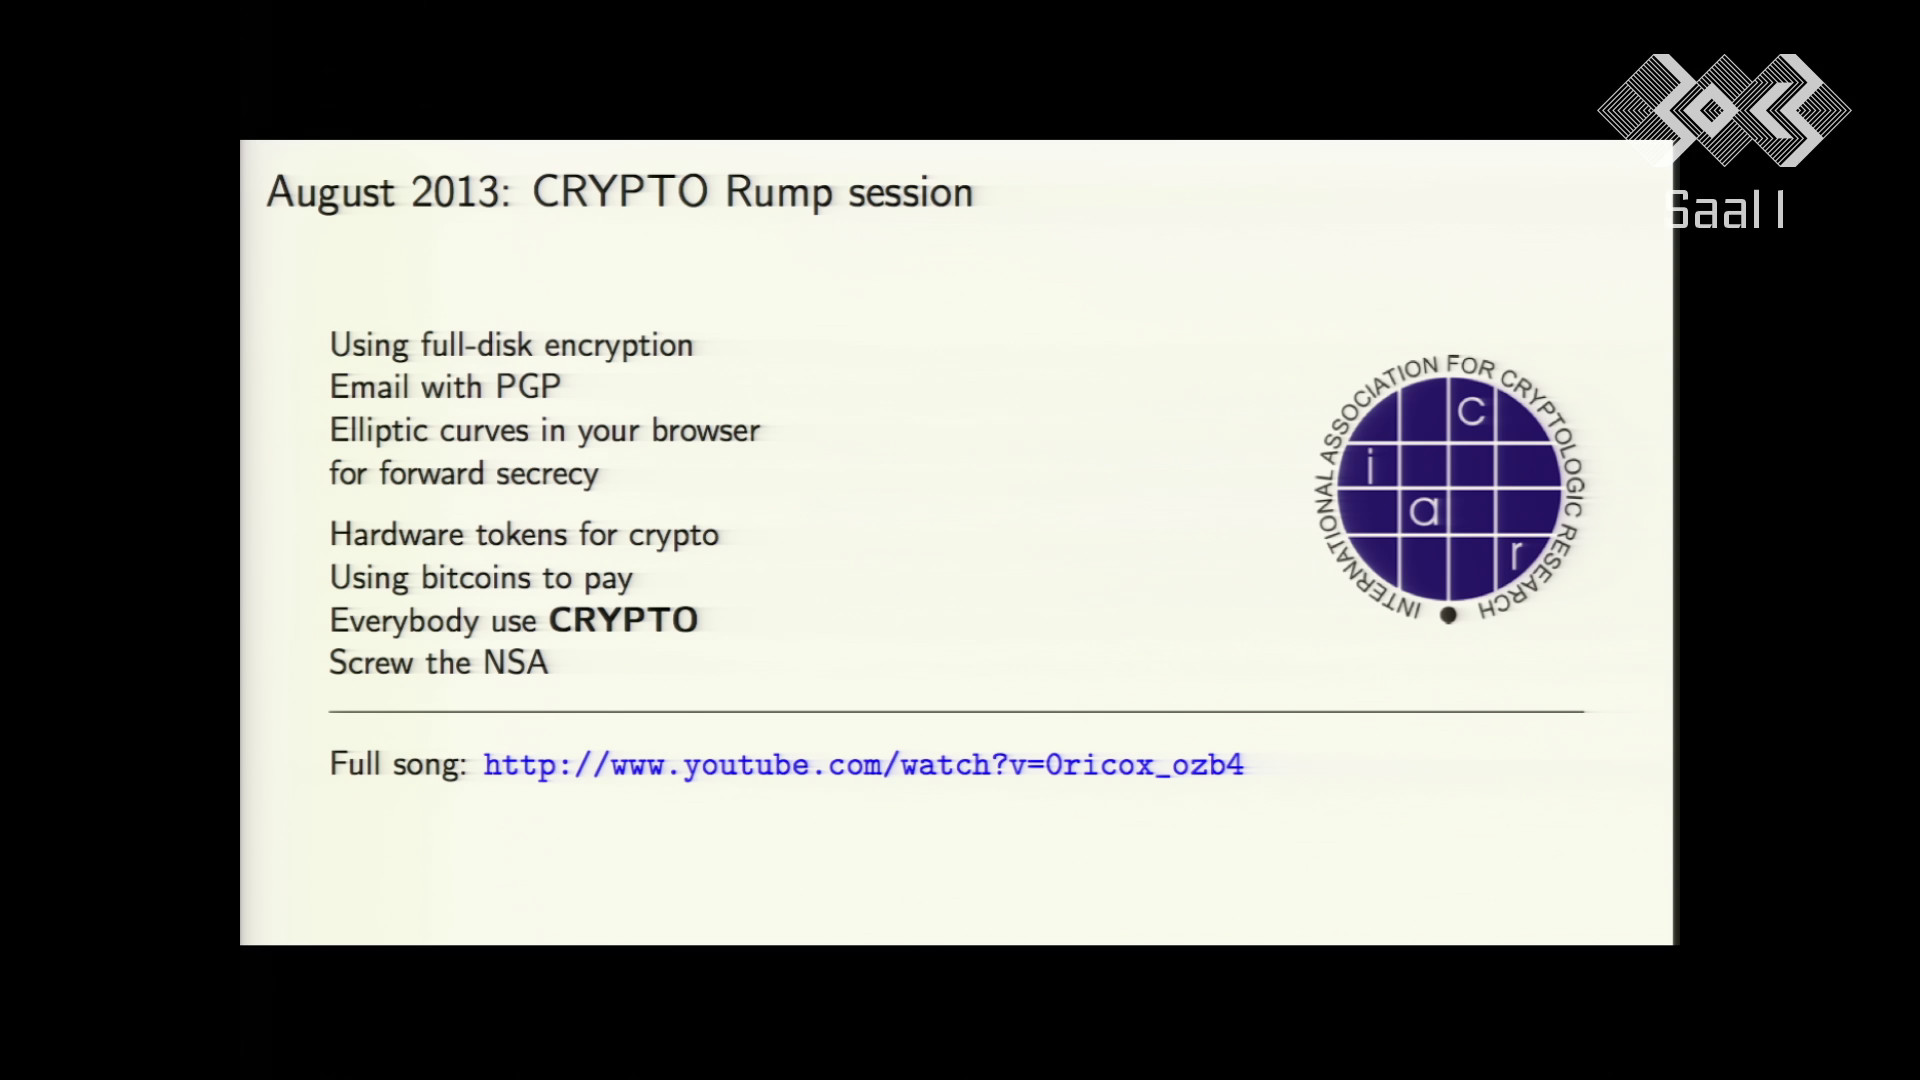 August 2013: CRYPTO Rump session
Saal 1
Using full-disk encryption
Email with PGP
Elliptic curves in your browser
for forward secrecy
Hardware tokens for crypto
Using bitcoins to pay
Everybody use CRYPTO
Screw the NSA
INTERNATIONAL ASSOCIATION FOR CRYPTOLOGIC RESEARCH
i a c r
Full song: http://www.youtube.com/watch?v=0ricox_ozb4